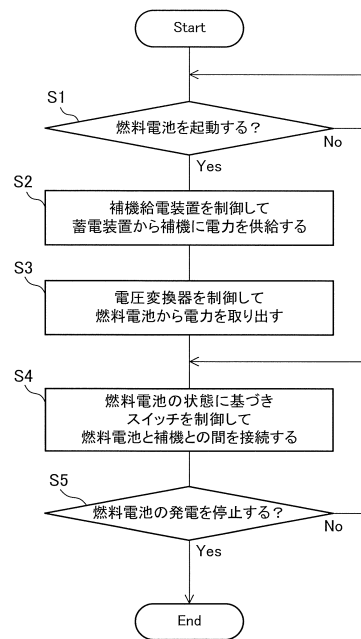 Start
S1
燃料電池を起動する？
No
Yes
S2
補機給電装置を制御して
蓄電装置から補機に電力を供給する
S3
電圧変換器を制御して
燃料電池から電力を取り出す
S4
燃料電池の状態に基づき
スイッチを制御して
燃料電池と補機との間を接続する
S5
燃料電池の発電を停止する？
No
Yes
End